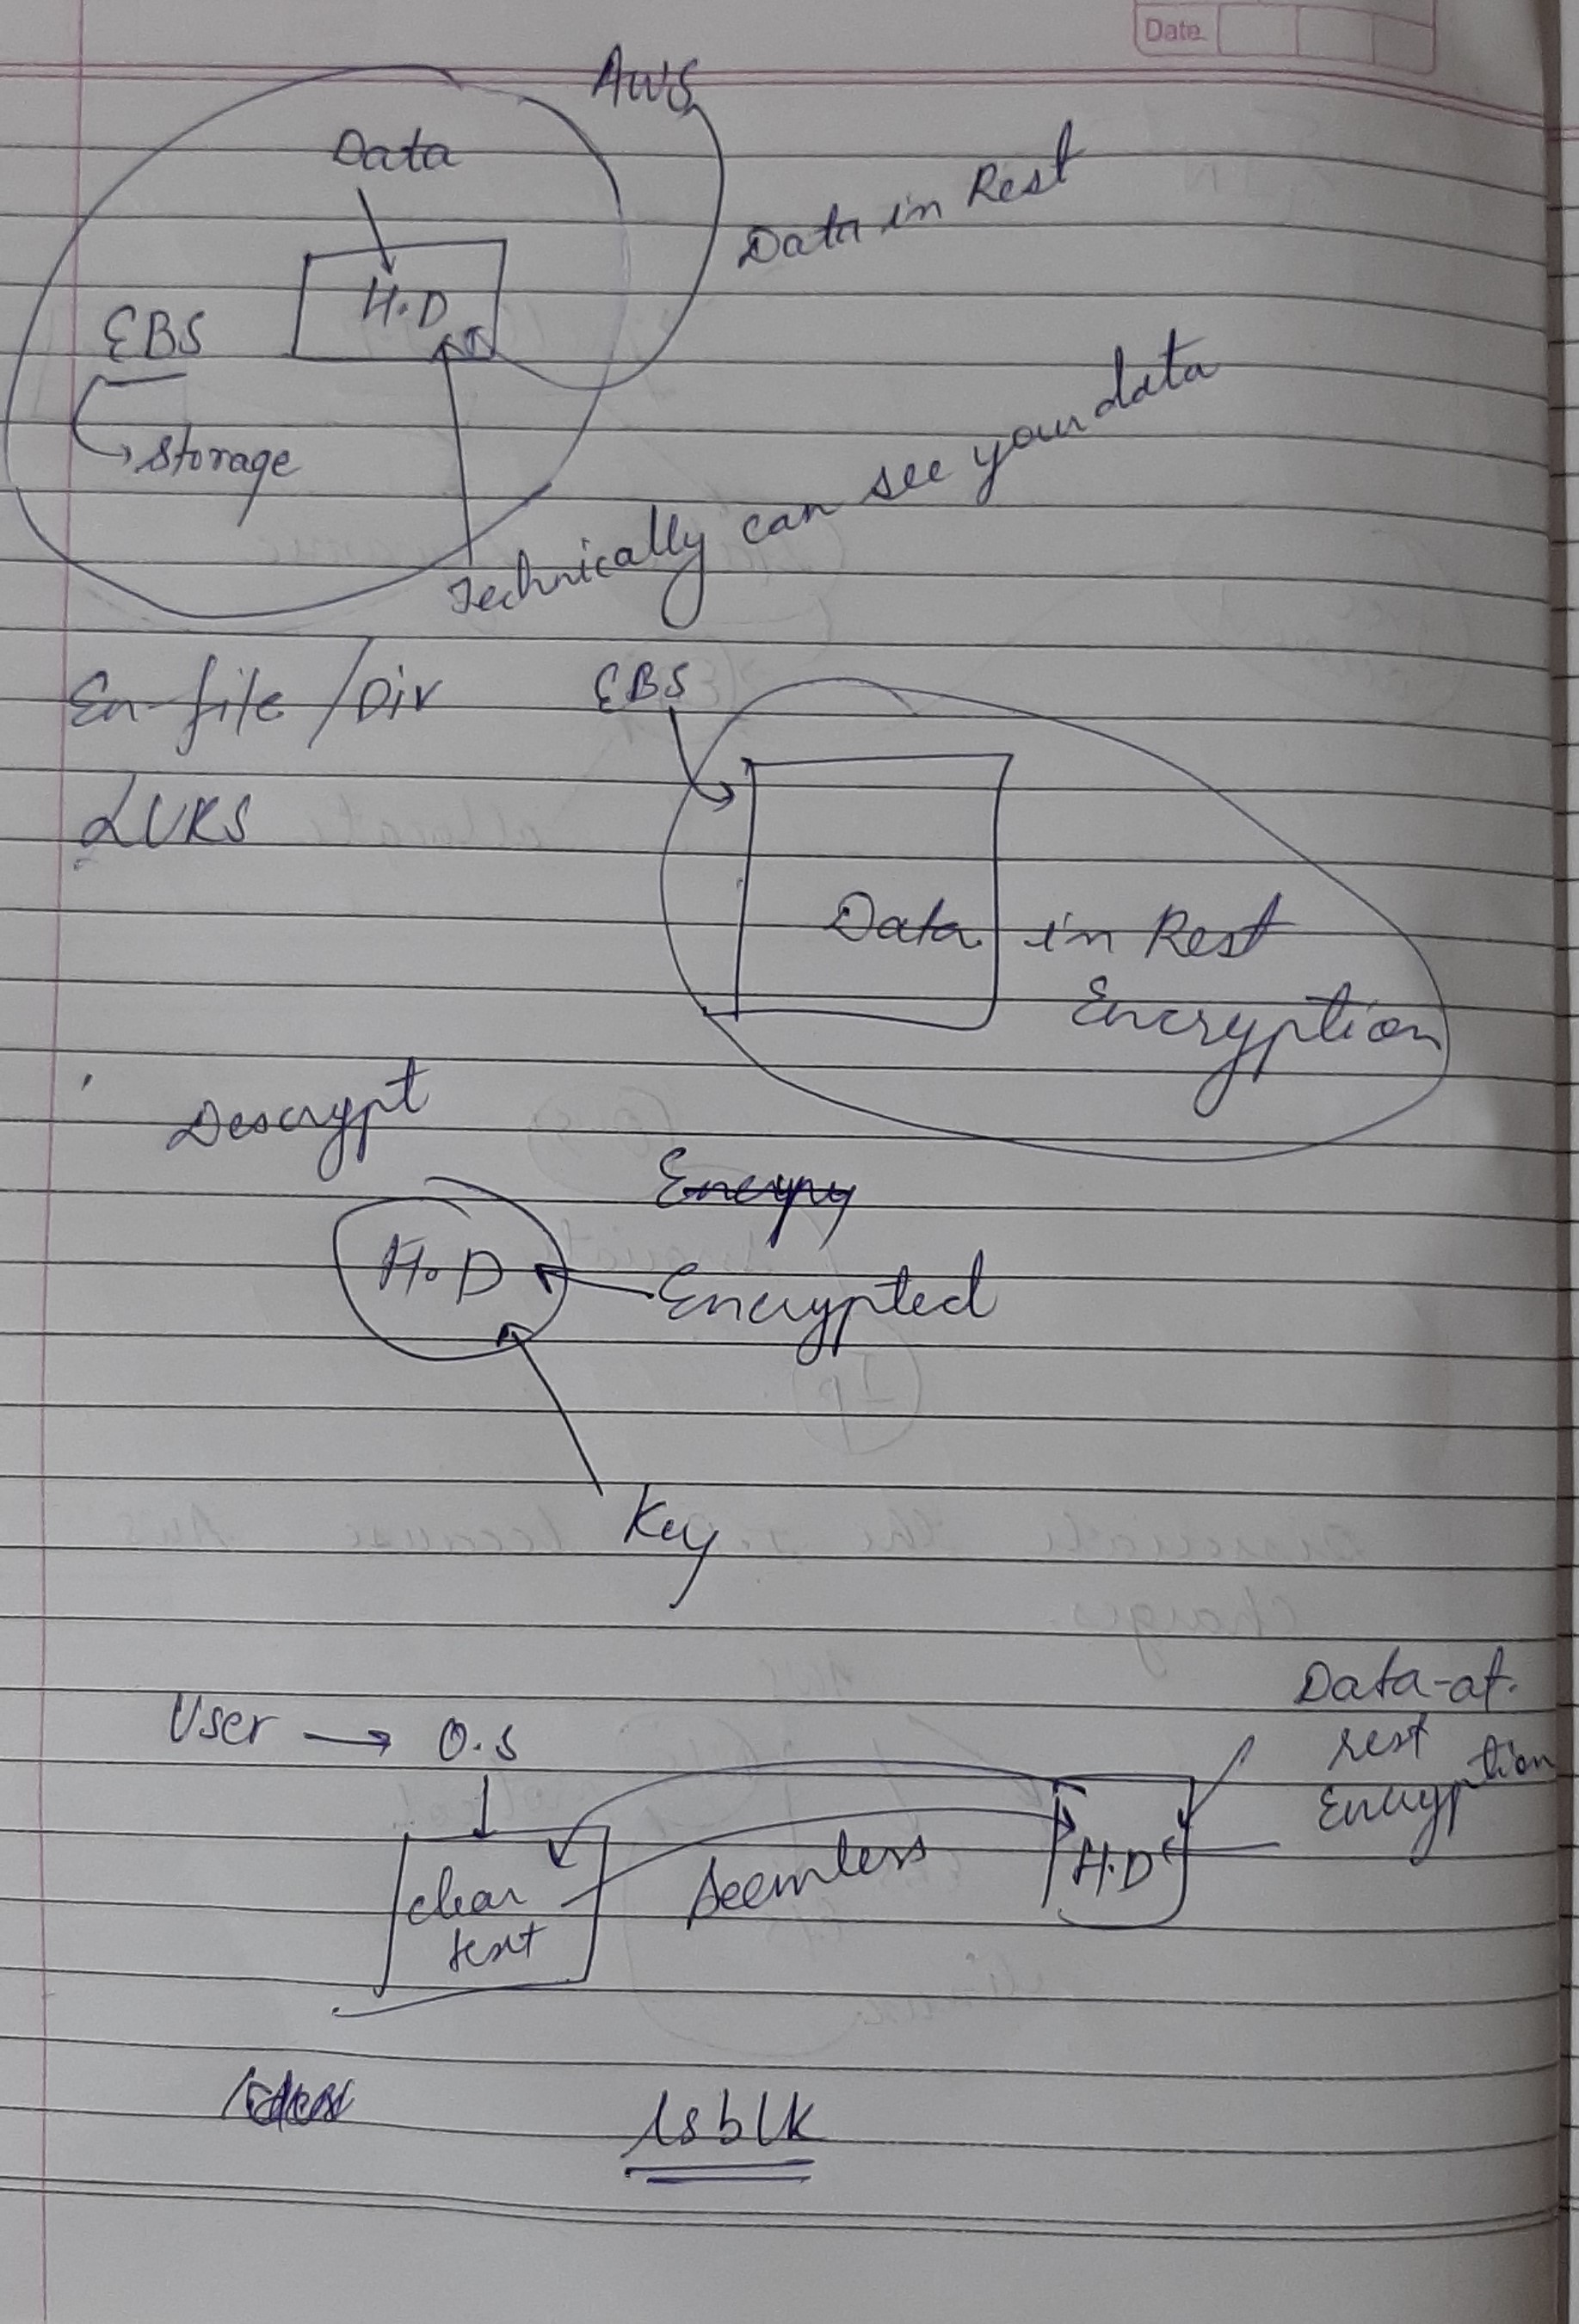 Date
AWS
Data
Data in Rest
H.D
EBS
Storage
Technically can see your data
En-file/Dir
EBS
LUKS
Data in Rest
Encryption
Descrypt
Encrypy
H.D
Encrypted
Key
User → O.S
Data-at-
rest
Encryption
clear
text
Seemless
H.D
lsblk